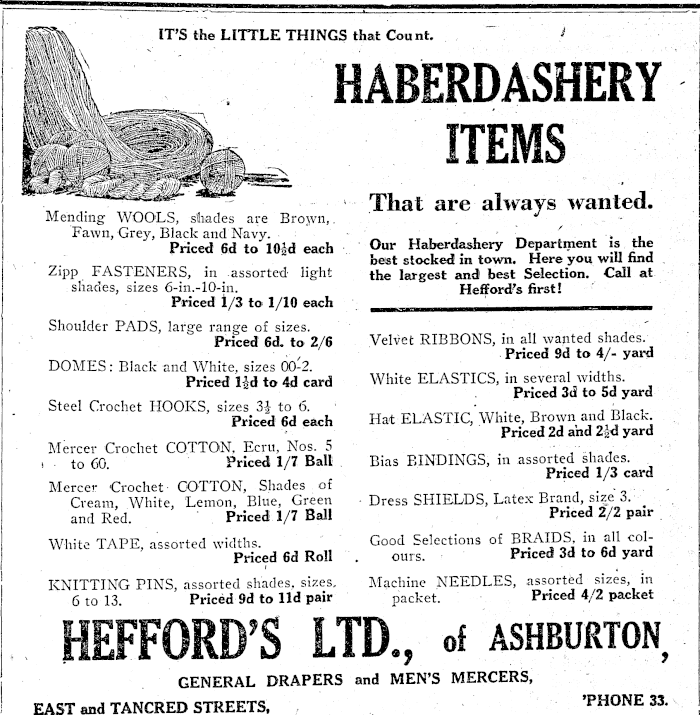 IT'S the LITTLE THINGS that Count.
HABERDASHERY
ITEMS
That are always wanted.
Our Haberdashery Department is the
best stocked in town. Here you will find
the largest and best Selection. Call at
Hefford's first!
Mending WOOLS, shades are Brown,
Fawn, Grey, Black and Navy.
Priced 6d to 10½d each
Zipp FASTENERS, in assorted light
shades, sizes 6-in.-10-in.
Priced 1/3 to 1/10 each
Shoulder PADS, large range of sizes.
Priced 6d. to 2/6
DOMES: Black and White, sizes 00-2.
Priced 1½d to 4d card
Steel Crochet HOOKS, sizes 3½ to 6.
Priced 6d each
Mercer Crochet COTTON, Ecru, Nos. 5
to 60. Priced 1/7 Ball
Mercer Crochet COTTON, Shades of
Cream, White, Lemon, Blue, Green
and Red. Priced 1/7 Ball
White TAPE, assorted widths.
Priced 6d Roll
KNITTING PINS, assorted shades, sizes,
6 to 13. Priced 9d to 11d pair
Velvet RIBBONS, in all wanted shades.
Priced 9d to 4/- yard
White ELASTICS, in several widths.
Priced 3d to 5d yard
Hat ELASTIC, White, Brown and Black.
Priced 2d and 2½d yard
Bias BINDINGS, in assorted shades.
Priced 1/3 card
Dress SHIELDS, Latex Brand, size 3.
Priced 2/2 pair
Good Selections of BRAIDS, in all col-
ours. Priced 3d to 6d yard
Machine NEEDLES, assorted sizes, in
packet. Priced 4/2 packet
HEFFORD'S LTD., of ASHBURTON,
GENERAL DRAPERS and MEN'S MERCERS,
EAST and TANCRED STREETS, 'PHONE 33.